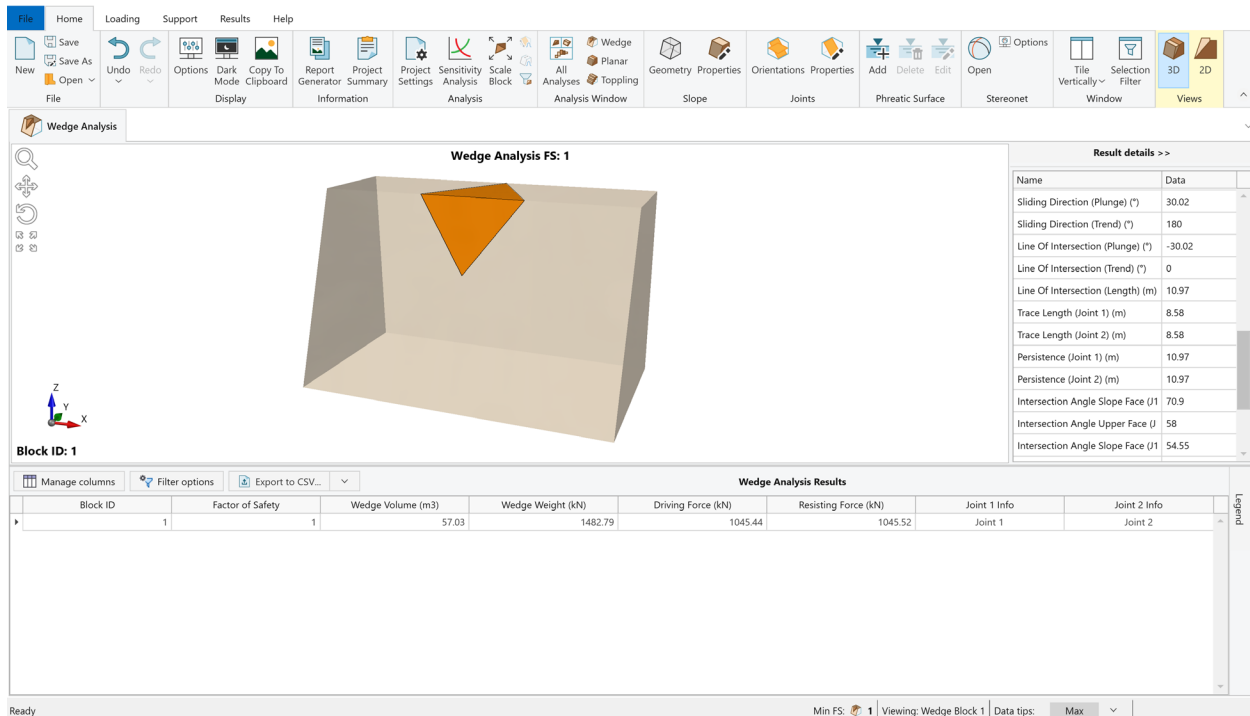 File Home Loading Support Results Help
New Save Save As Open Undo Redo Options Dark Mode Copy To Clipboard Report Generator Project Summary Project Settings Sensitivity Analysis Scale Block All Analyses Wedge Planar Toppling Geometry Properties Orientations Properties Add Delete Edit Open Options Tile Vertically Selection Filter 3D 2D
File Display Information Analysis Analysis Window Slope Joints Phreatic Surface Stereonet Window Views
Wedge Analysis
Wedge Analysis FS: 1
Z
Y
X
Block ID: 1
Result details >>
Name Data
Sliding Direction (Plunge) (°) 30.02
Sliding Direction (Trend) (°) 180
Line Of Intersection (Plunge) (°) -30.02
Line Of Intersection (Trend) (°) 0
Line Of Intersection (Length) (m) 10.97
Trace Length (Joint 1) (m) 8.58
Trace Length (Joint 2) (m) 8.58
Persistence (Joint 1) (m) 10.97
Persistence (Joint 2) (m) 10.97
Intersection Angle Slope Face (J1 70.9
Intersection Angle Upper Face (J 58
Intersection Angle Slope Face (J1 54.55
Manage columns Filter options Export to CSV... Wedge Analysis Results
Block ID Factor of Safety Wedge Volume (m3) Wedge Weight (kN) Driving Force (kN) Resisting Force (kN) Joint 1 Info Joint 2 Info
1 1 57.03 1482.79 1045.44 1045.52 Joint 1 Joint 2
Legend
Ready Min FS: 1 Viewing: Wedge Block 1 Data tips: Max